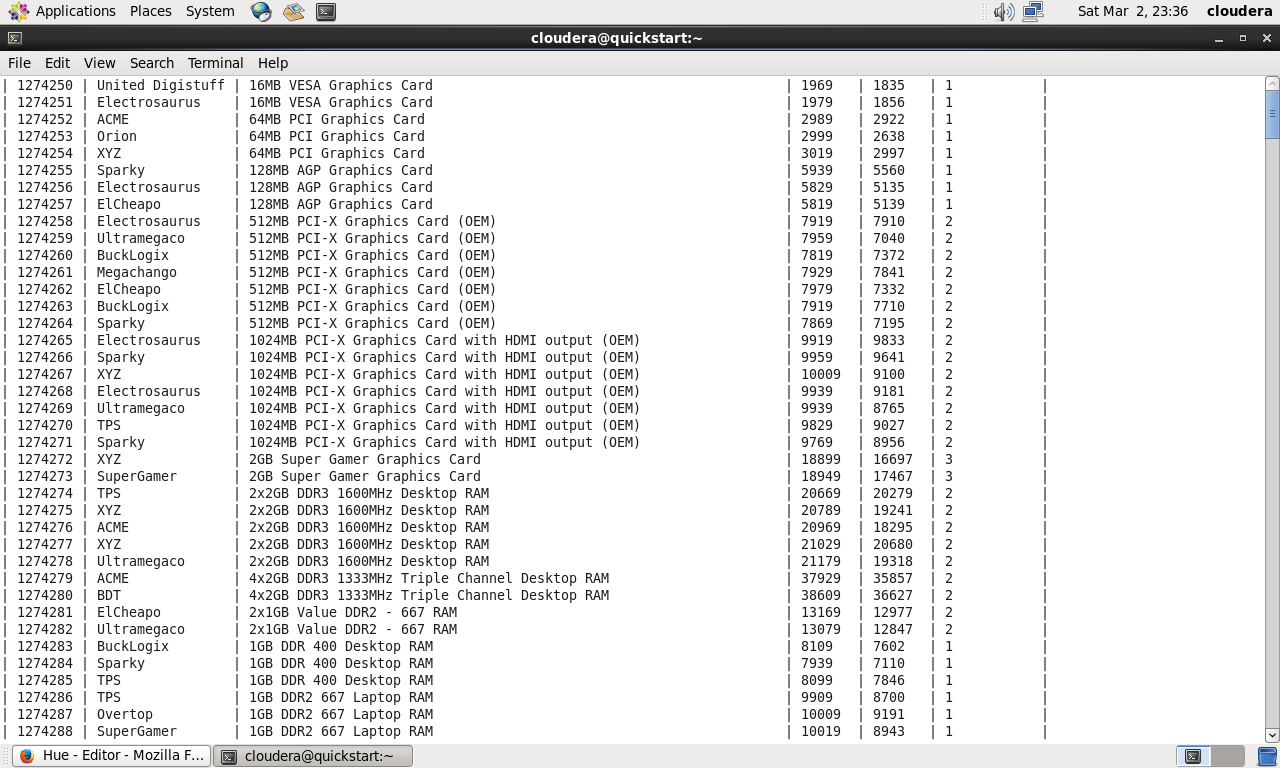 Applications Places System Sat Mar 2, 23:36 cloudera
cloudera@quickstart:~
File Edit View Search Terminal Help
| 1274250 | United Digistuff | 16MB VESA Graphics Card | 1969 | 1835 | 1 |
| 1274251 | Electrosaurus | 16MB VESA Graphics Card | 1979 | 1856 | 1 |
| 1274252 | ACME | 64MB PCI Graphics Card | 2989 | 2922 | 1 |
| 1274253 | Orion | 64MB PCI Graphics Card | 2999 | 2638 | 1 |
| 1274254 | XYZ | 64MB PCI Graphics Card | 3019 | 2997 | 1 |
| 1274255 | Sparky | 128MB AGP Graphics Card | 5939 | 5560 | 1 |
| 1274256 | Electrosaurus | 128MB AGP Graphics Card | 5829 | 5135 | 1 |
| 1274257 | ElCheapo | 128MB AGP Graphics Card | 5819 | 5139 | 1 |
| 1274258 | Electrosaurus | 512MB PCI-X Graphics Card (OEM) | 7919 | 7910 | 2 |
| 1274259 | Ultramegaco | 512MB PCI-X Graphics Card (OEM) | 7959 | 7040 | 2 |
| 1274260 | BuckLogix | 512MB PCI-X Graphics Card (OEM) | 7819 | 7372 | 2 |
| 1274261 | Megachango | 512MB PCI-X Graphics Card (OEM) | 7929 | 7841 | 2 |
| 1274262 | ElCheapo | 512MB PCI-X Graphics Card (OEM) | 7979 | 7332 | 2 |
| 1274263 | BuckLogix | 512MB PCI-X Graphics Card (OEM) | 7919 | 7710 | 2 |
| 1274264 | Sparky | 512MB PCI-X Graphics Card (OEM) | 7869 | 7195 | 2 |
| 1274265 | Electrosaurus | 1024MB PCI-X Graphics Card with HDMI output (OEM) | 9919 | 9833 | 2 |
| 1274266 | Sparky | 1024MB PCI-X Graphics Card with HDMI output (OEM) | 9959 | 9641 | 2 |
| 1274267 | XYZ | 1024MB PCI-X Graphics Card with HDMI output (OEM) | 10009 | 9100 | 2 |
| 1274268 | Electrosaurus | 1024MB PCI-X Graphics Card with HDMI output (OEM) | 9939 | 9181 | 2 |
| 1274269 | Ultramegaco | 1024MB PCI-X Graphics Card with HDMI output (OEM) | 9939 | 8765 | 2 |
| 1274270 | TPS | 1024MB PCI-X Graphics Card with HDMI output (OEM) | 9829 | 9027 | 2 |
| 1274271 | Sparky | 1024MB PCI-X Graphics Card with HDMI output (OEM) | 9769 | 8956 | 2 |
| 1274272 | XYZ | 2GB Super Gamer Graphics Card | 18899 | 16697 | 3 |
| 1274273 | SuperGamer | 2GB Super Gamer Graphics Card | 18949 | 17467 | 3 |
| 1274274 | TPS | 2x2GB DDR3 1600MHz Desktop RAM | 20669 | 20279 | 2 |
| 1274275 | XYZ | 2x2GB DDR3 1600MHz Desktop RAM | 20789 | 19241 | 2 |
| 1274276 | ACME | 2x2GB DDR3 1600MHz Desktop RAM | 20969 | 18295 | 2 |
| 1274277 | XYZ | 2x2GB DDR3 1600MHz Desktop RAM | 21029 | 20680 | 2 |
| 1274278 | Ultramegaco | 2x2GB DDR3 1600MHz Desktop RAM | 21179 | 19318 | 2 |
| 1274279 | ACME | 4x2GB DDR3 1333MHz Triple Channel Desktop RAM | 37929 | 35857 | 2 |
| 1274280 | BDT | 4x2GB DDR3 1333MHz Triple Channel Desktop RAM | 38609 | 36627 | 2 |
| 1274281 | ElCheapo | 2x1GB Value DDR2 - 667 RAM | 13169 | 12977 | 2 |
| 1274282 | Ultramegaco | 2x1GB Value DDR2 - 667 RAM | 13079 | 12847 | 2 |
| 1274283 | BuckLogix | 1GB DDR 400 Desktop RAM | 8109 | 7602 | 1 |
| 1274284 | Sparky | 1GB DDR 400 Desktop RAM | 7939 | 7110 | 1 |
| 1274285 | TPS | 1GB DDR 400 Desktop RAM | 8099 | 7846 | 1 |
| 1274286 | TPS | 1GB DDR2 667 Laptop RAM | 9909 | 8700 | 1 |
| 1274287 | Overtop | 1GB DDR2 667 Laptop RAM | 10009 | 9191 | 1 |
| 1274288 | SuperGamer | 1GB DDR2 667 Laptop RAM | 10019 | 8943 | 1 |
Hue - Editor - Mozilla F... cloudera@quickstart:~